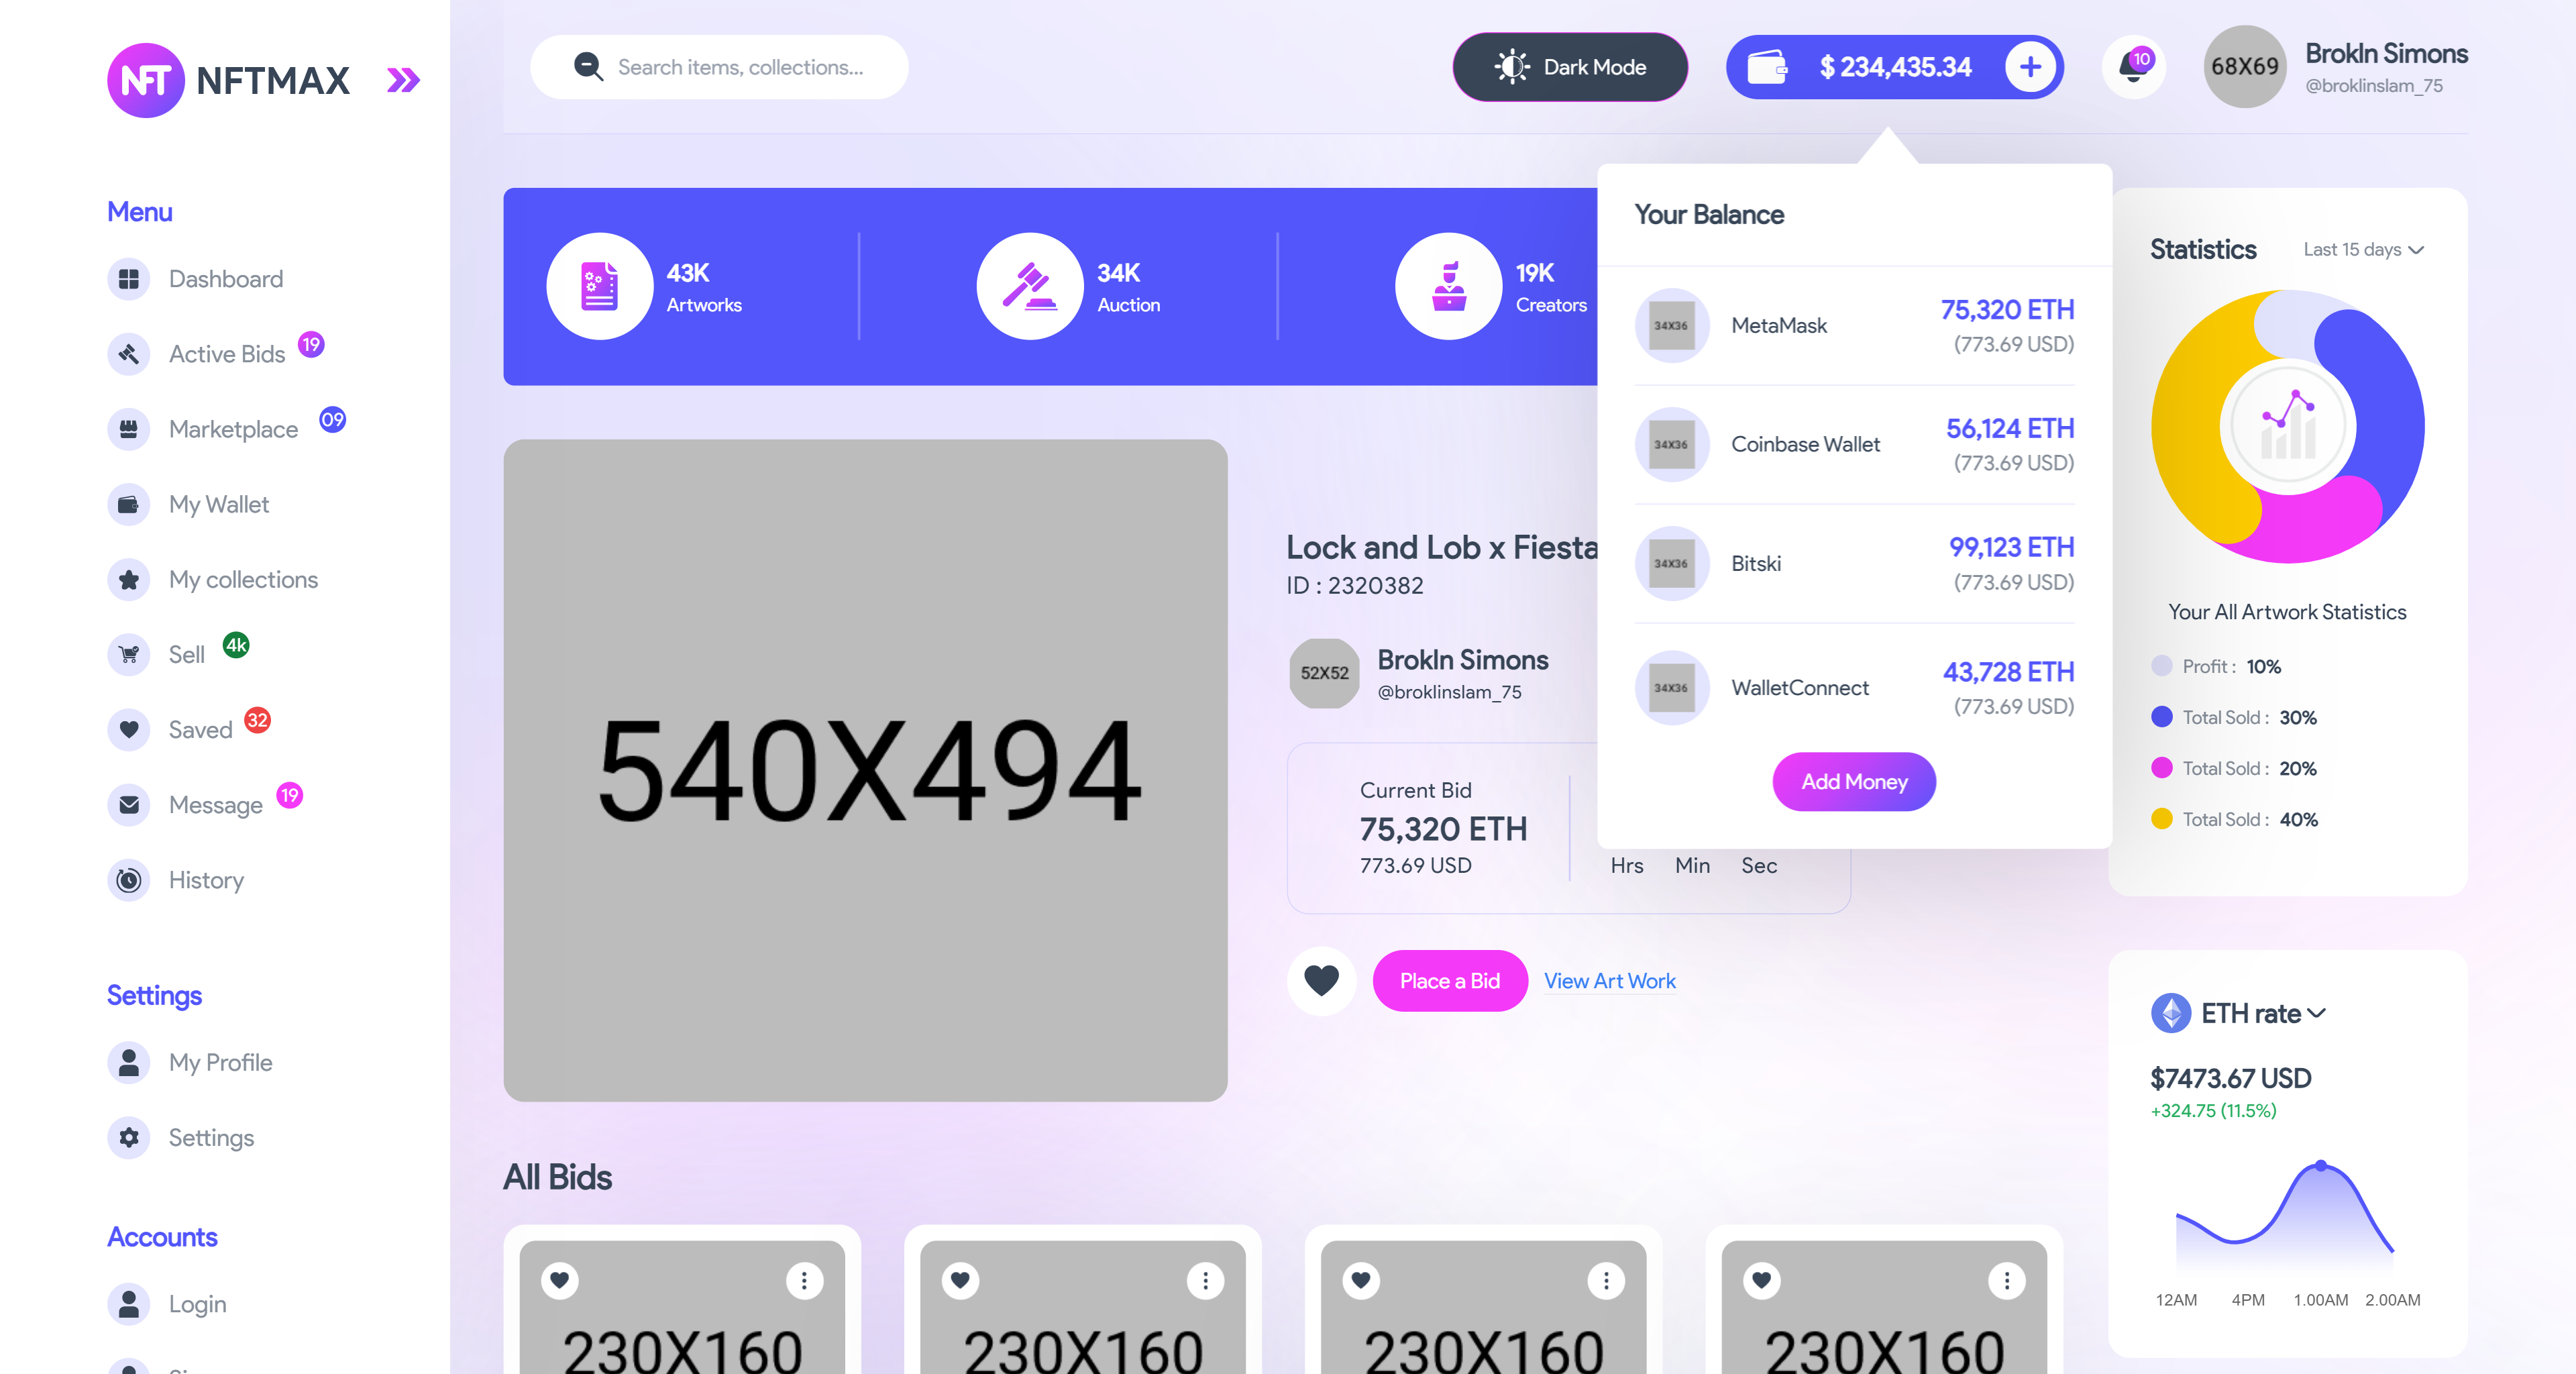 NFT NFTMAX
Menu
Dashboard
Active Bids 19
Marketplace 09
My Wallet
My collections
Sell 4k
Saved 32
Message 19
History
Settings
My Profile
Settings
Accounts
Login
Search items, collections...
Dark Mode
$ 234,435.34
10
68X69
Brokln Simons
@broklinslam_75
43K
Artworks
34K
Auction
19K
Creators
Your Balance
34X36
MetaMask
75,320 ETH
(773.69 USD)
34X36
Coinbase Wallet
56,124 ETH
(773.69 USD)
34X36
Bitski
99,123 ETH
(773.69 USD)
34X36
WalletConnect
43,728 ETH
(773.69 USD)
Add Money
540X494
Lock and Lob x Fiesta
ID : 2320382
52X52
Brokln Simons
@broklinslam_75
Current Bid
75,320 ETH
773.69 USD
Hrs Min Sec
Place a Bid
View Art Work
Statistics
Last 15 days
Your All Artwork Statistics
Profit : 10%
Total Sold : 30%
Total Sold : 20%
Total Sold : 40%
ETH rate
$7473.67 USD
+324.75 (11.5%)
12AM 4PM 1.00AM 2.00AM
All Bids
230X160
230X160
230X160
230X160